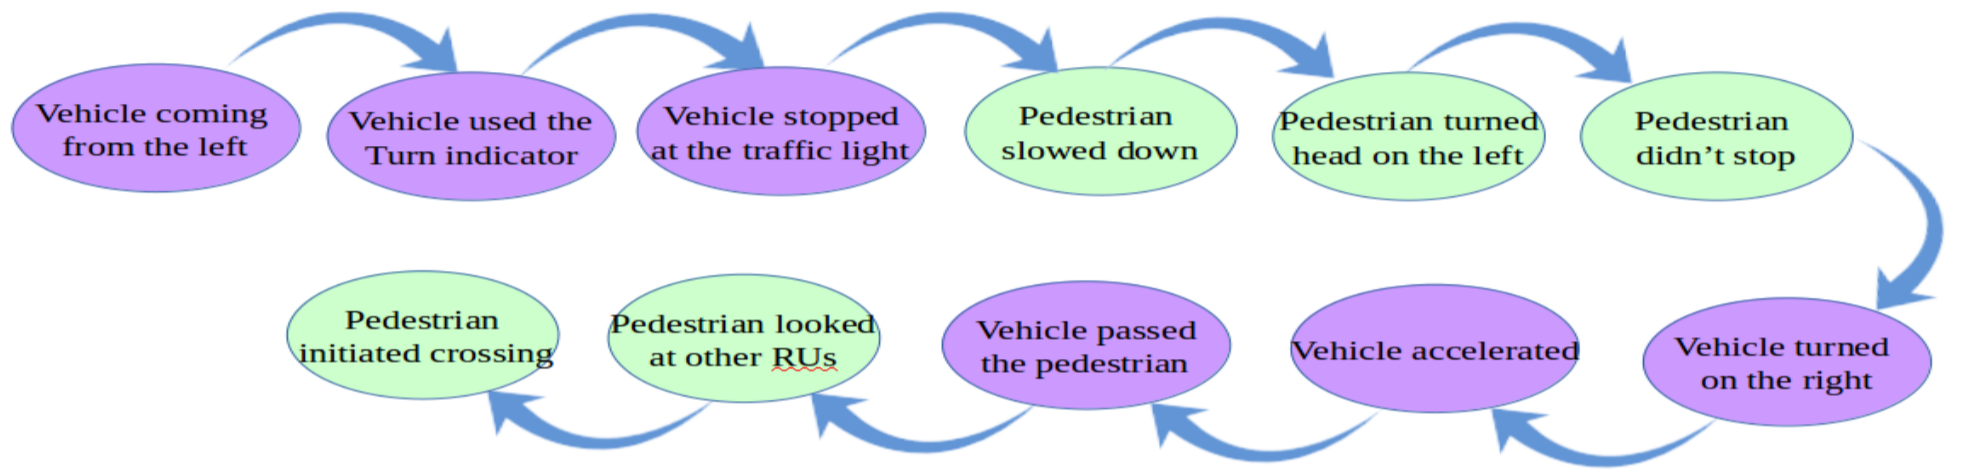 Vehicle coming
from the left
Vehicle used the
Turn indicator
Vehicle stopped
at the traffic light
Pedestrian
slowed down
Pedestrian turned
head on the left
Pedestrian
didn’t stop
Vehicle turned
on the right
Vehicle accelerated
Vehicle passed
the pedestrian
Pedestrian looked
at other RUs
Pedestrian
initiated crossing